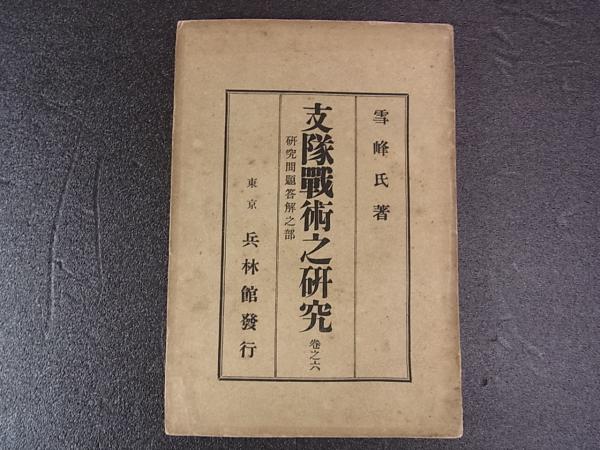 雪峰氏著
支隊戰術之研究 卷之六
研究問題答解之部
東京 兵林館發行